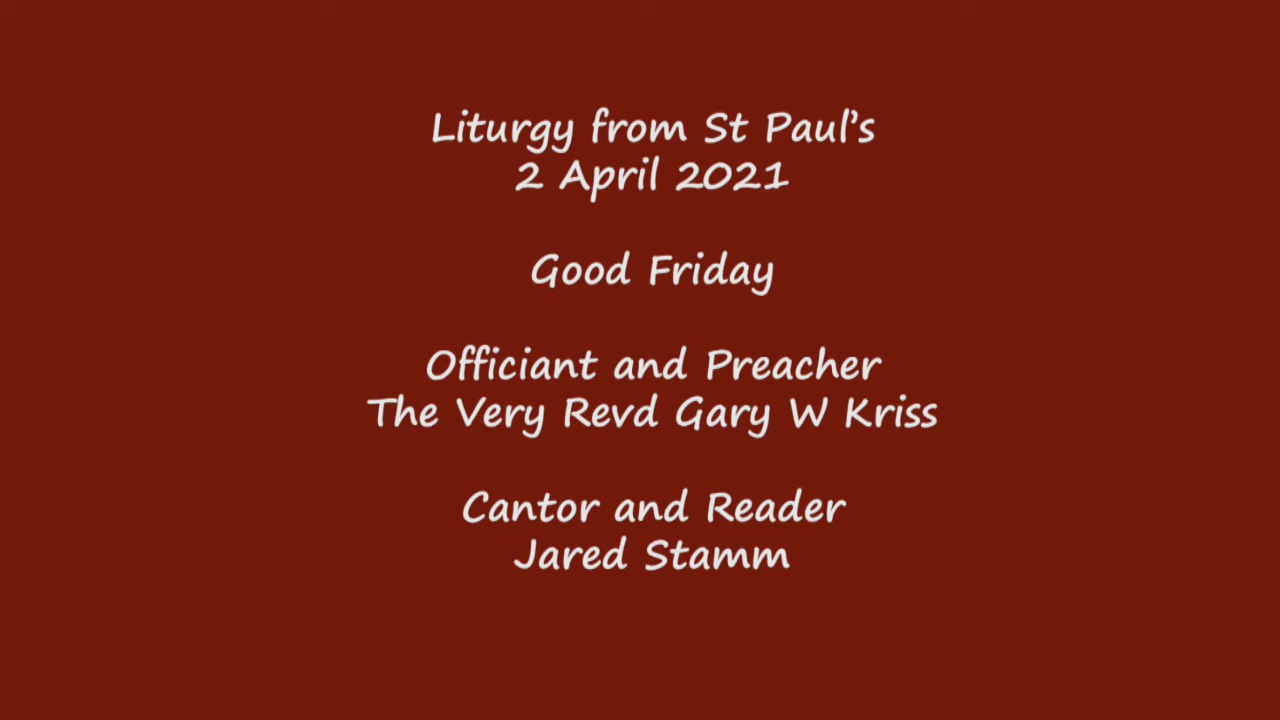 Liturgy from St Paul's
2 April 2021
Good Friday
Officiant and Preacher
The Very Revd Gary W Kriss
Cantor and Reader
Jared Stamm